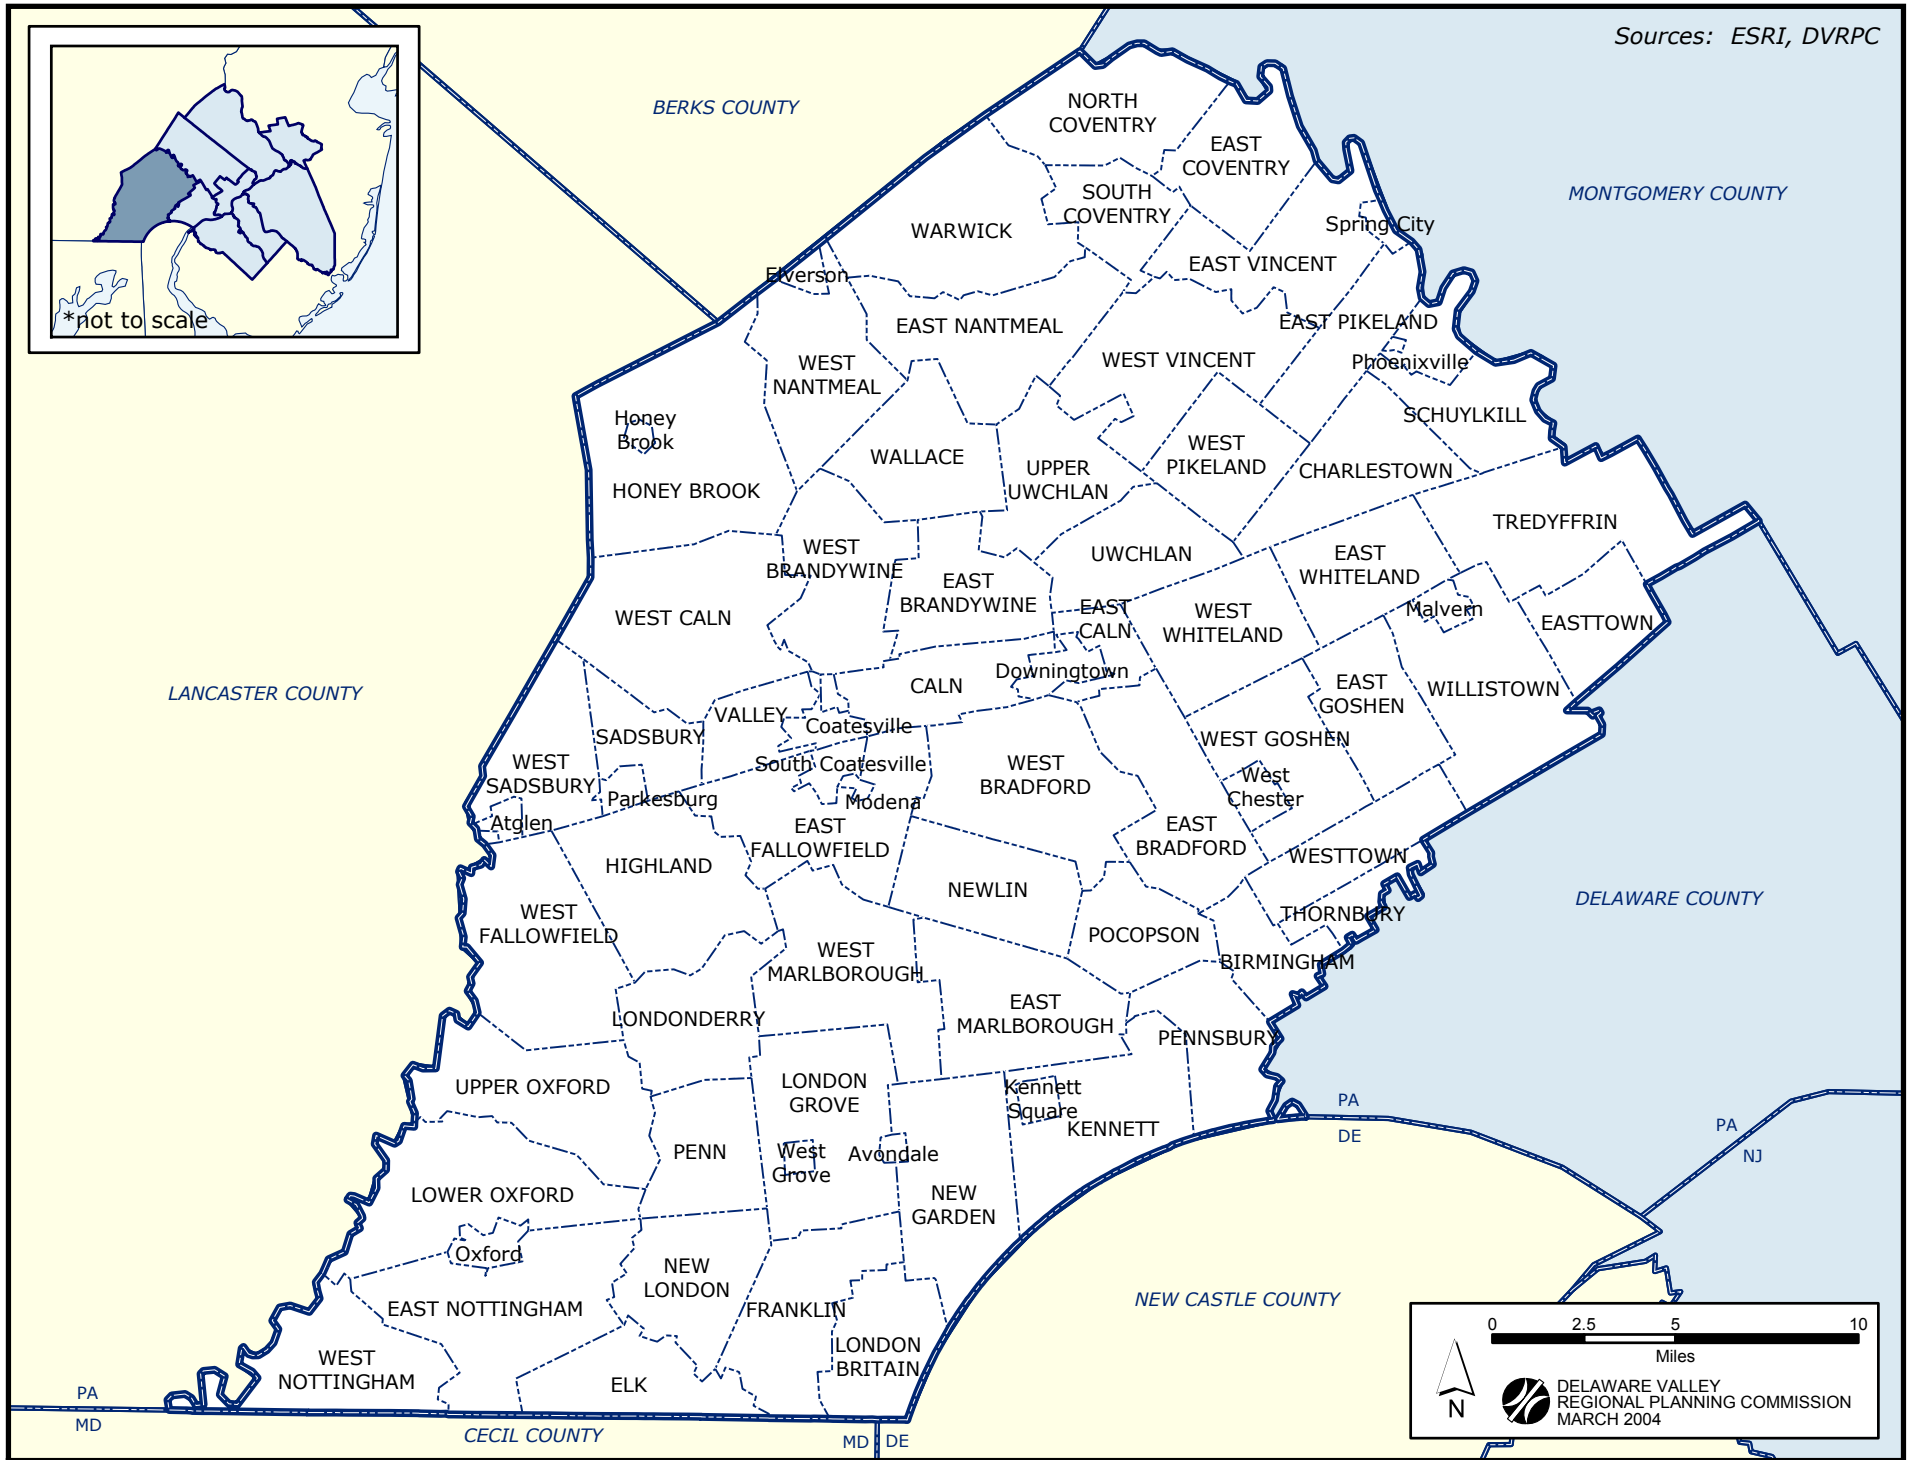 Sources: ESRI, DVRPC
*not to scale
BERKS COUNTY
MONTGOMERY COUNTY
LANCASTER COUNTY
DELAWARE COUNTY
NEW CASTLE COUNTY
CECIL COUNTY
NORTH
COVENTRY
EAST
COVENTRY
SOUTH
COVENTRY
WARWICK
Spring City
EAST VINCENT
Elverson
EAST NANTMEAL
EAST PIKELAND
WEST
NANTMEAL
WEST VINCENT
Phoenixville
SCHUYLKILL
Honey
Brook
HONEY BROOK
WALLACE
UPPER
UWCHLAN
WEST
PIKELAND
CHARLESTOWN
TREDYFFRIN
WEST
BRANDYWINE
EAST
BRANDYWINE
UWCHLAN
EAST
WHITELAND
WEST CALN
EAST
CALN
WEST
WHITELAND
Malvern
EASTTOWN
CALN
Downingtown
EAST
GOSHEN
WILLISTOWN
VALLEY
Coatesville
SADSBURY
WEST GOSHEN
WEST
SADSBURY
South Coatesville
WEST
BRADFORD
West
Chester
Parkesburg
Modena
Atglen
EAST
FALLOWFIELD
EAST
BRADFORD
WESTTOWN
HIGHLAND
NEWLIN
THORNBURY
WEST
FALLOWFIELD
POCOPSON
WEST
MARLBOROUGH
BIRMINGHAM
LONDONDERRY
EAST
MARLBOROUGH
PENNSBURY
UPPER OXFORD
LONDON
GROVE
Kennett
Square
KENNETT
PENN
West
Grove
Avondale
LOWER OXFORD
NEW
GARDEN
Oxford
NEW
LONDON
EAST NOTTINGHAM
FRANKLIN
LONDON
BRITAIN
WEST
NOTTINGHAM
ELK
PA
DE
PA
NJ
PA
MD
MD
DE
0 2.5 5 10
Miles
N
DELAWARE VALLEY
REGIONAL PLANNING COMMISSION
MARCH 2004